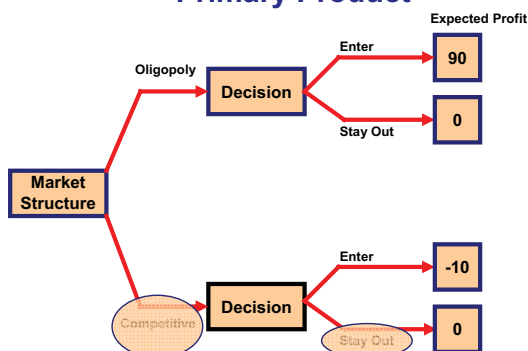 Primary Product
Expected Profit
Enter
90
Oligopoly
Decision
0
Stay Out
Market
Structure
Enter
-10
Decision
Competitive
0
Stay Out